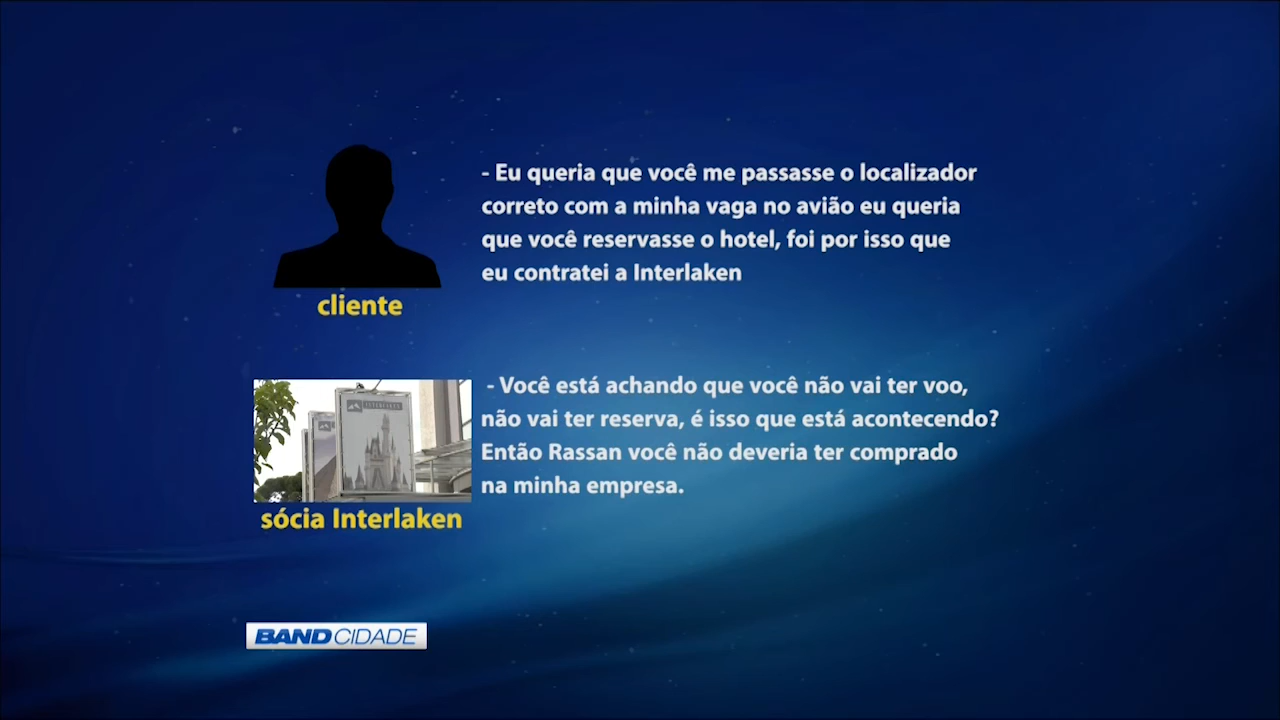 - Eu queria que você me passasse o localizador
correto com a minha vaga no avião eu queria
que você reservasse o hotel, foi por isso que
eu contratei a Interlaken
cliente
- Você está achando que você não vai ter voo,
não vai ter reserva, é isso que está acontecendo?
Então Rassan você não deveria ter comprado
na minha empresa.
INTERLAKEN
sócia Interlaken
BAND CIDADE